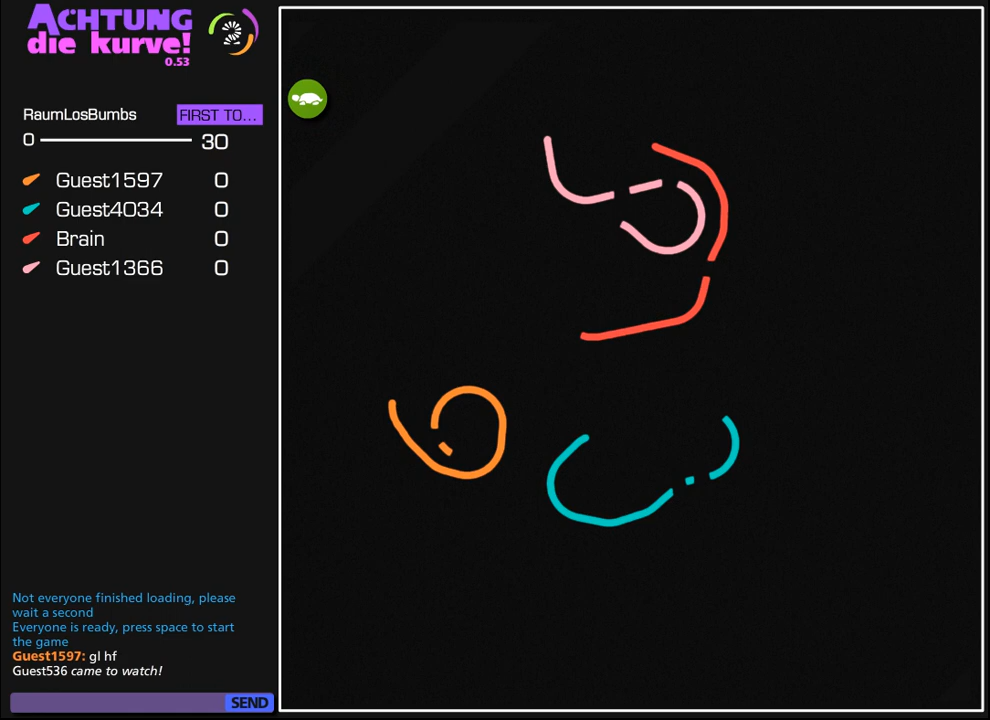 ACHTUNG
die kurve!
0.53
RaumLosBumbs FIRST TO...
0 30
Guest1597 0
Guest4034 0
Brain 0
Guest1366 0
Not everyone finished loading, please
wait a second
Everyone is ready, press space to start
the game
Guest1597: gl hf
Guest536 came to watch!
SEND